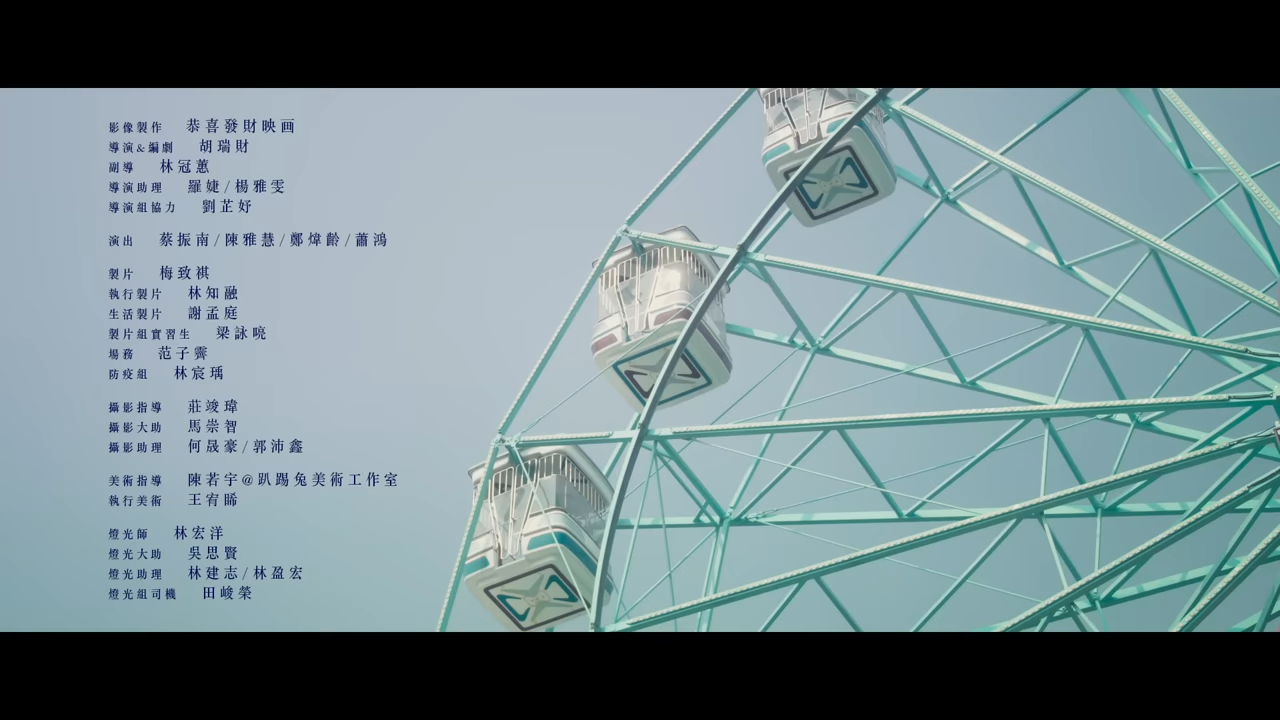 影像製作 恭喜發財映画
導演&編劇 胡瑞財
副導 林冠蕙
導演助理 羅婕/楊雅雯
導演組協力 劉芷妤
演出 蔡振南/陳雅慧/鄭煒齡/蕭鴻
製片 梅致祺
執行製片 林知融
生活製片 謝孟庭
製片組實習生 梁詠喨
場務 范子霽
防疫組 林宸瑀
攝影指導 莊竣瑋
攝影大助 馬崇智
攝影助理 何晟豪/郭沛鑫
美術指導 陳若宇@趴踢兔美術工作室
執行美術 王宥睎
燈光師 林宏洋
燈光大助 吳思賢
燈光助理 林建志/林盈宏
燈光組司機 田峻榮